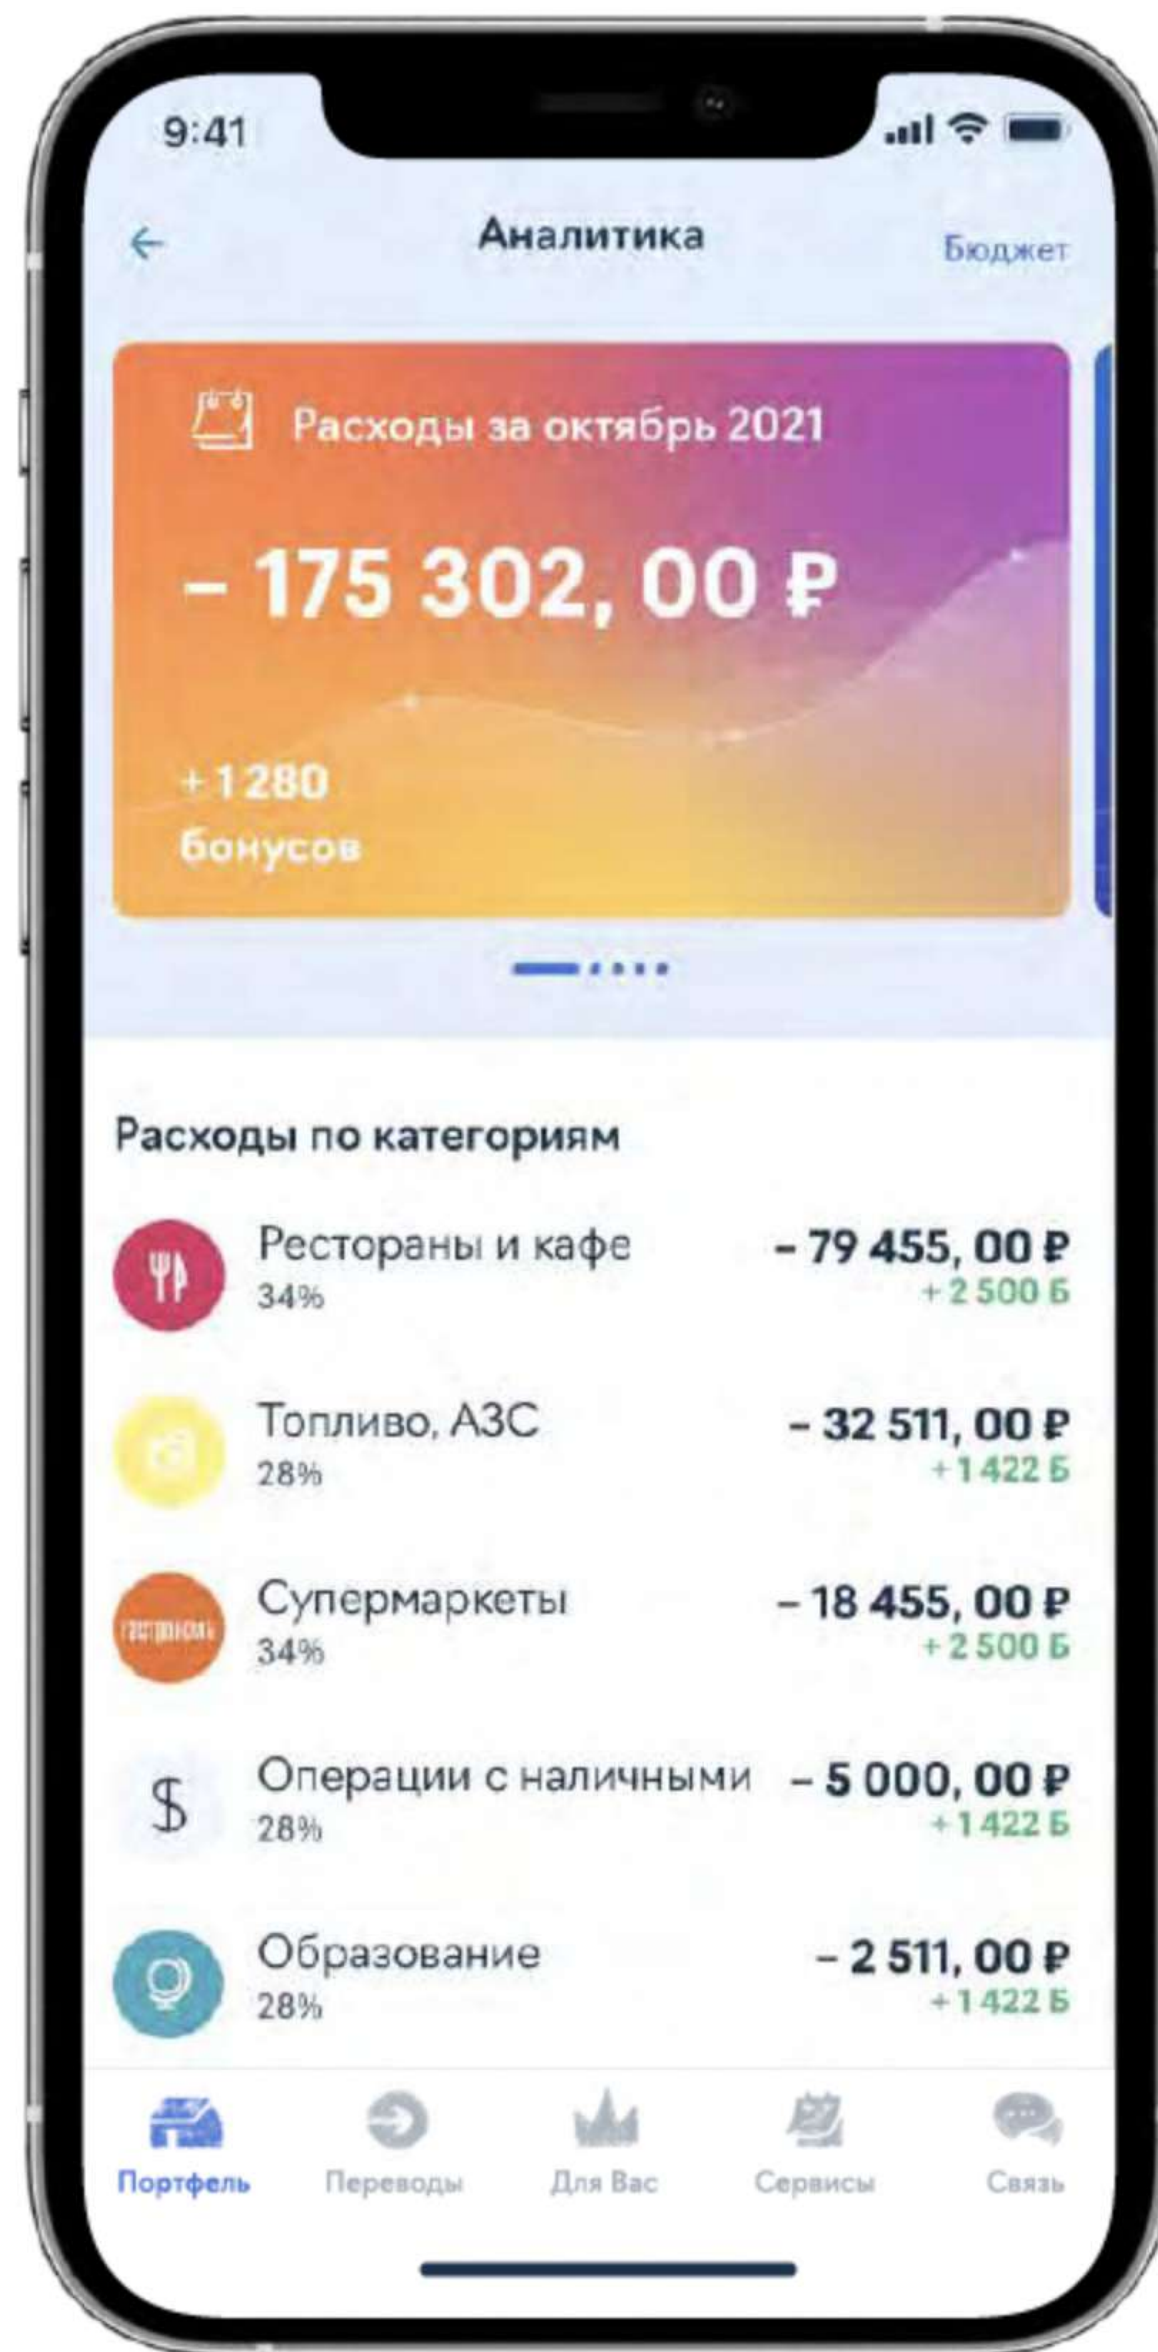 9:41
Аналитика
Бюджет
Расходы за октябрь 2021
– 175 302, 00 ₽
+ 1 280
бонусов
Расходы по категориям
Рестораны и кафе
– 79 455, 00 ₽
34%
+ 2 500 Б
Топливо, АЗС
– 32 511, 00 ₽
28%
+ 1 422 Б
Супермаркеты
– 18 455, 00 ₽
34%
+ 2 500 Б
$
Операции с наличными
– 5 000, 00 ₽
28%
+ 1 422 Б
Образование
– 2 511, 00 ₽
28%
+ 1 422 Б
Портфель
Переводы
Для Вас
Сервисы
Связь